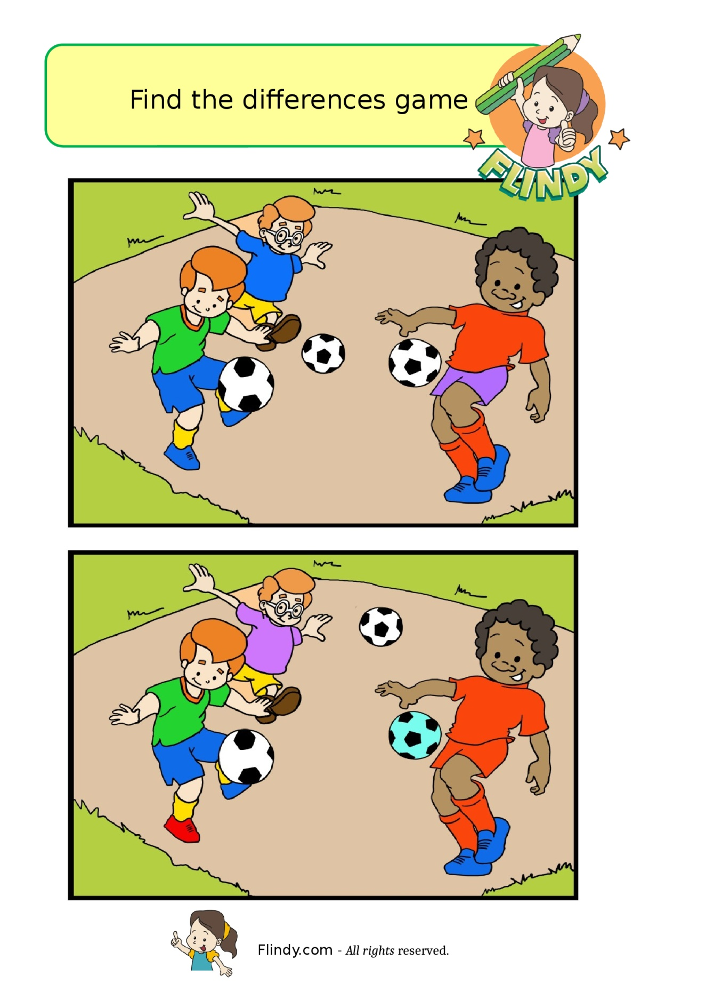 Find the differences game
FLINDY
Flindy.com - All rights reserved.